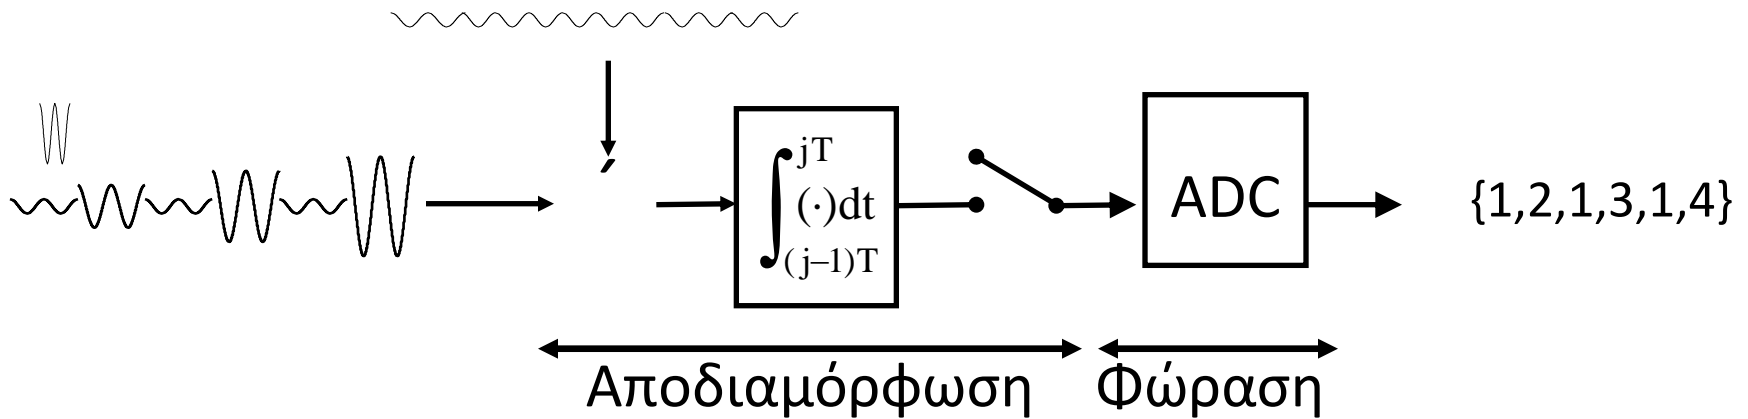 jT
∫(·)dt
(j−1)T
ADC
{1,2,1,3,1,4}
Αποδιαμόρφωση
Φώραση